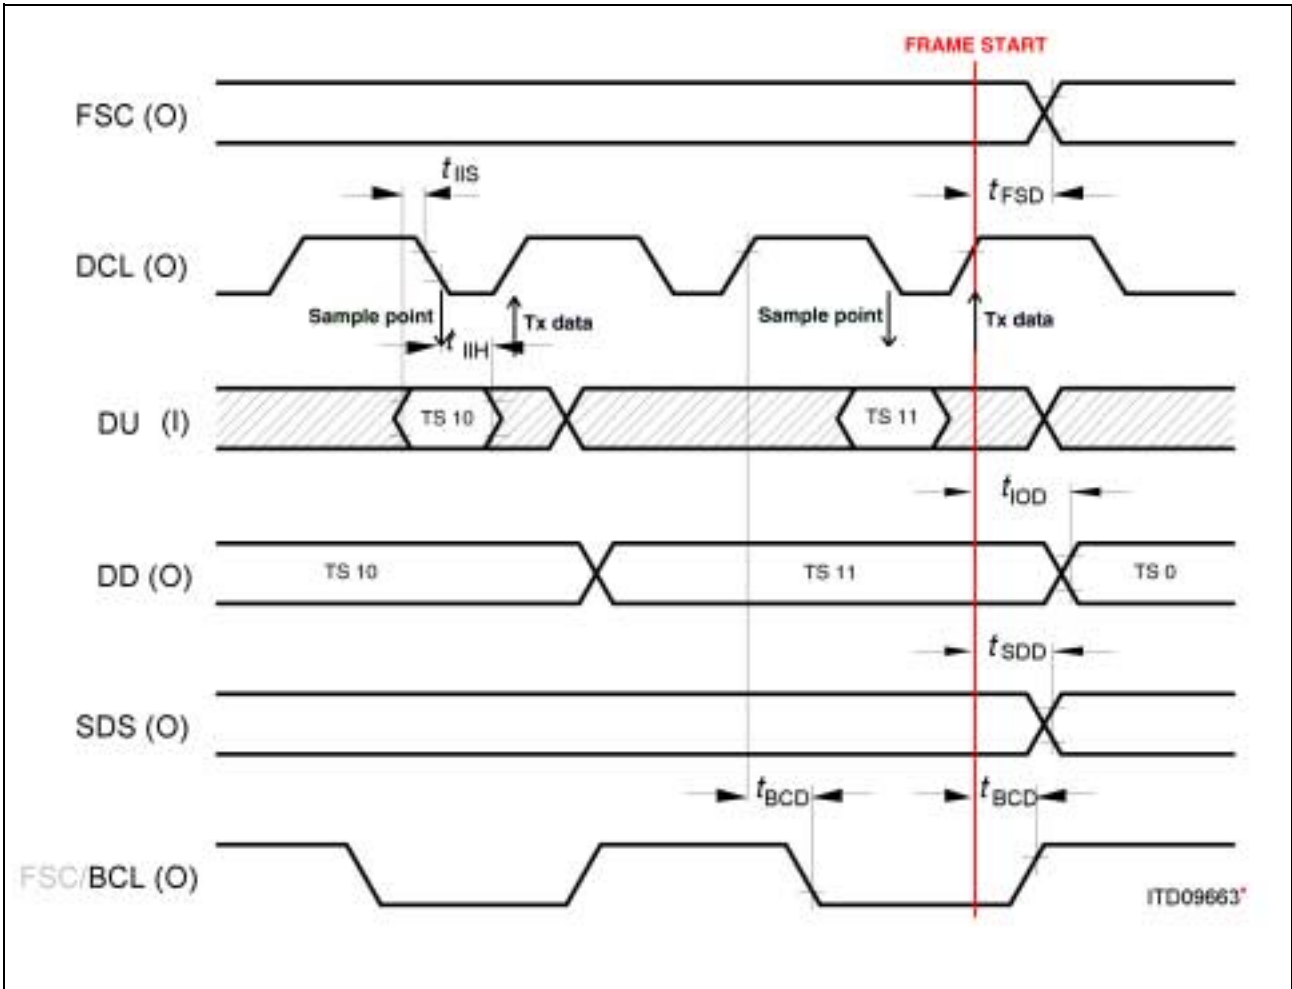 FRAME START
FSC (O)
t IIS
t FSD
DCL (O)
Sample point
Tx data
Sample point
Tx data
t IIH
DU (I)
TS 10
TS 11
t IOD
DD (O)
TS 10
TS 11
TS 0
t SDD
SDS (O)
t BCD
t BCD
FSC/BCL (O)
ITD09663*